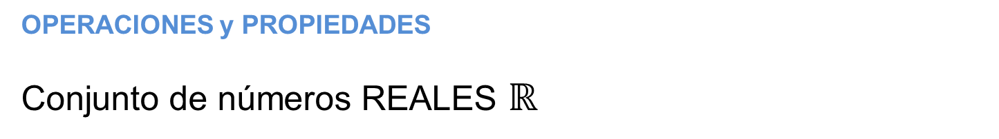 OPERACIONES y PROPIEDADES
Conjunto de números REALES ℝ